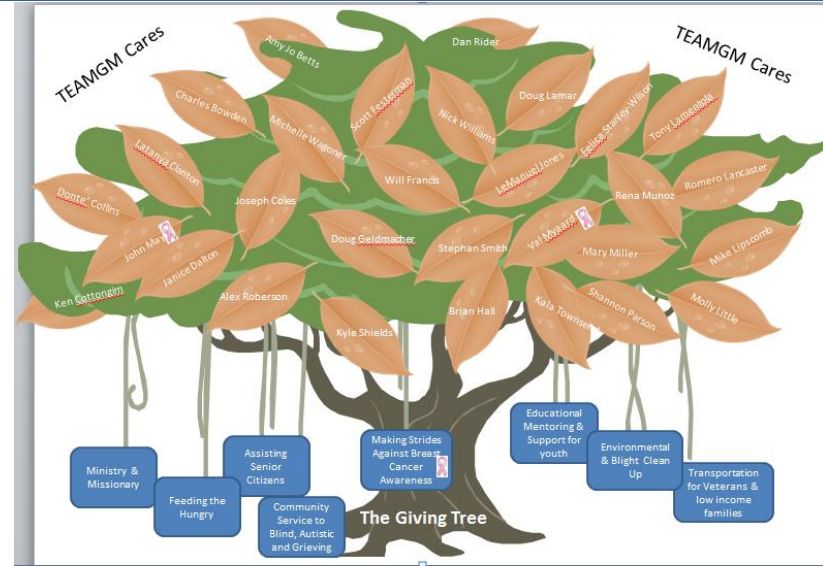 TEAMGM Cares
TEAMGM Cares
Amy Jo Betts
Dan Rider
Charles Bowden
Michelle Wagoner
Scott Festerman
Nick Williams
Doug Lamar
Felisa Stanley-Wilson
Tony Lamentola
Latanya Clanton
Joseph Coles
Will Francis
LeManuel Jones
Rena Munoz
Romero Lancaster
Donte' Collins
John May
Janice Dalton
Doug Geldmacher
Stephan Smith
Val Myaard
Mary Miller
Mike Lipscomb
Ken Cottongim
Alex Roberson
Kyle Shields
Brian Hall
Kala Townsend
Shannon Parson
Molly Little
Ministry &
Missionary
Feeding the
Hungry
Assisting
Senior
Citizens
Community
Service to
Blind, Autistic
and Grieving
Making Strides
Against Breast
Cancer
Awareness
Educational
Mentoring &
Support for
youth
Environmental
& Blight Clean
Up
Transportation
for Veterans &
low income
families
The Giving Tree